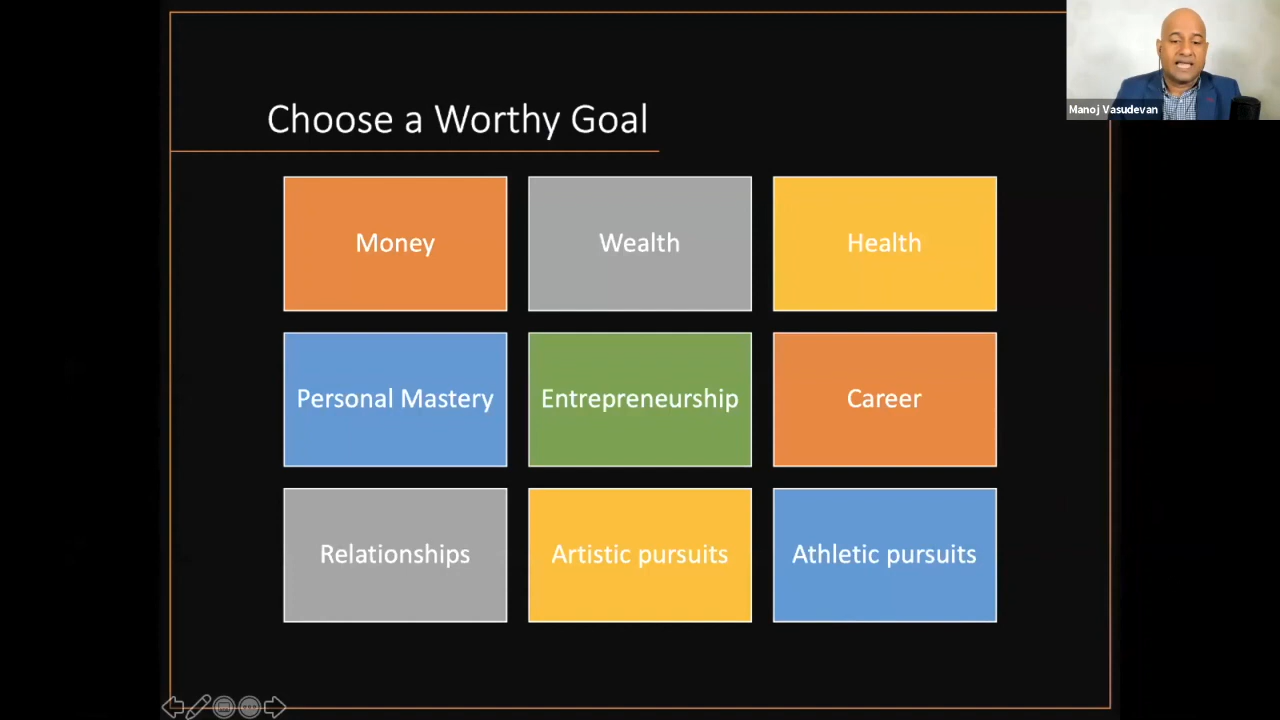 Choose a Worthy Goal
Manoj Vasudevan
Money
Wealth
Health
Personal Mastery
Entrepreneurship
Career
Relationships
Artistic pursuits
Athletic pursuits